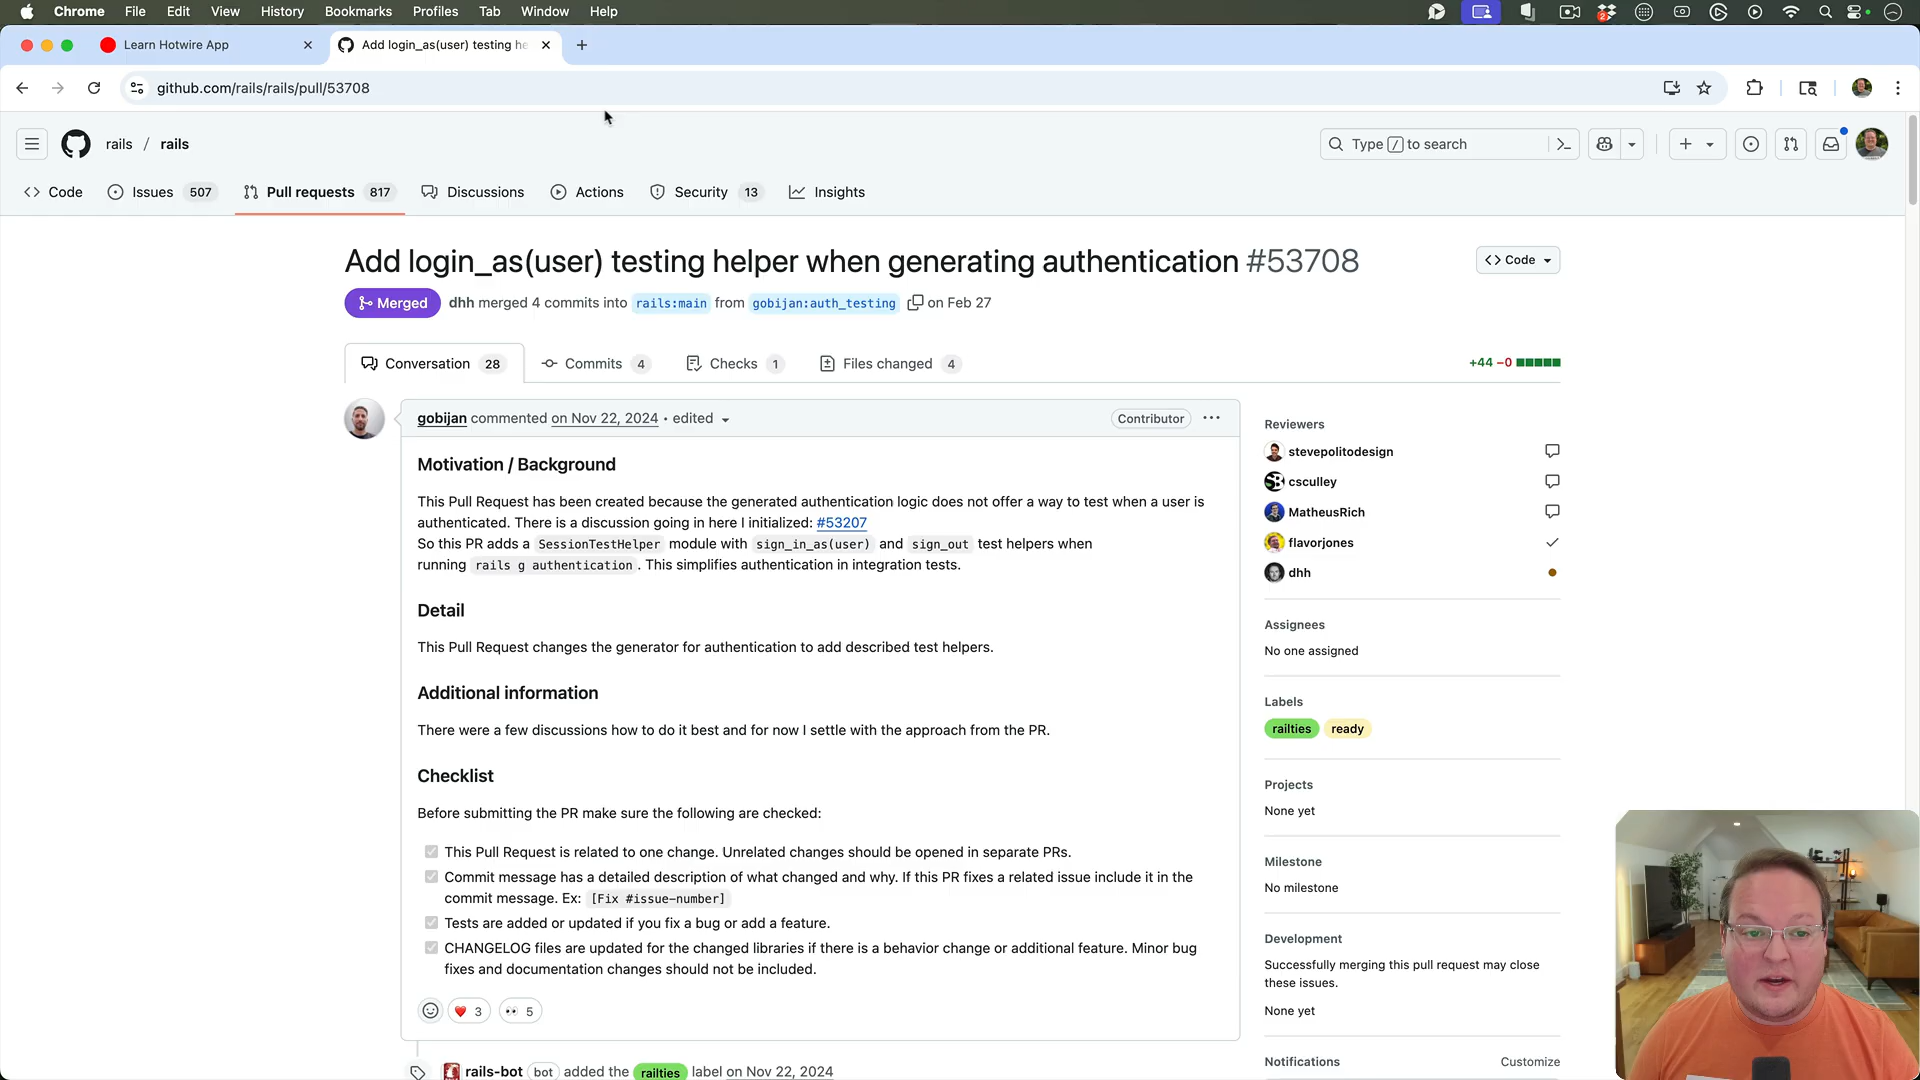 Chrome File Edit View History Bookmarks Profiles Tab Window Help
Learn Hotwire App
Add login_as(user) testing he
github.com/rails/rails/pull/53708
rails / rails
Type / to search
Code
Issues 507
Pull requests 817
Discussions
Actions
Security 13
Insights
Add login_as(user) testing helper when generating authentication #53708
Code
Merged dhh merged 4 commits into rails:main from gobijan:auth_testing on Feb 27
Conversation 28
Commits 4
Checks 1
Files changed 4
+44 −0
gobijan commented on Nov 22, 2024 • edited
Contributor
Motivation / Background
This Pull Request has been created because the generated authentication logic does not offer a way to test when a user is
authenticated. There is a discussion going in here I initialized: #53207
So this PR adds a SessionTestHelper module with sign_in_as(user) and sign_out test helpers when
running rails g authentication. This simplifies authentication in integration tests.
Detail
This Pull Request changes the generator for authentication to add described test helpers.
Additional information
There were a few discussions how to do it best and for now I settle with the approach from the PR.
Checklist
Before submitting the PR make sure the following are checked:
This Pull Request is related to one change. Unrelated changes should be opened in separate PRs.
Commit message has a detailed description of what changed and why. If this PR fixes a related issue include it in the
commit message. Ex: [Fix #issue-number]
Tests are added or updated if you fix a bug or add a feature.
CHANGELOG files are updated for the changed libraries if there is a behavior change or additional feature. Minor bug
fixes and documentation changes should not be included.
3
5
rails-bot bot added the railties label on Nov 22, 2024
Reviewers
stevepolitodesign
csculley
MatheusRich
flavorjones
dhh
Assignees
No one assigned
Labels
railties ready
Projects
None yet
Milestone
No milestone
Development
Successfully merging this pull request may close
these issues.
None yet
Notifications Customize